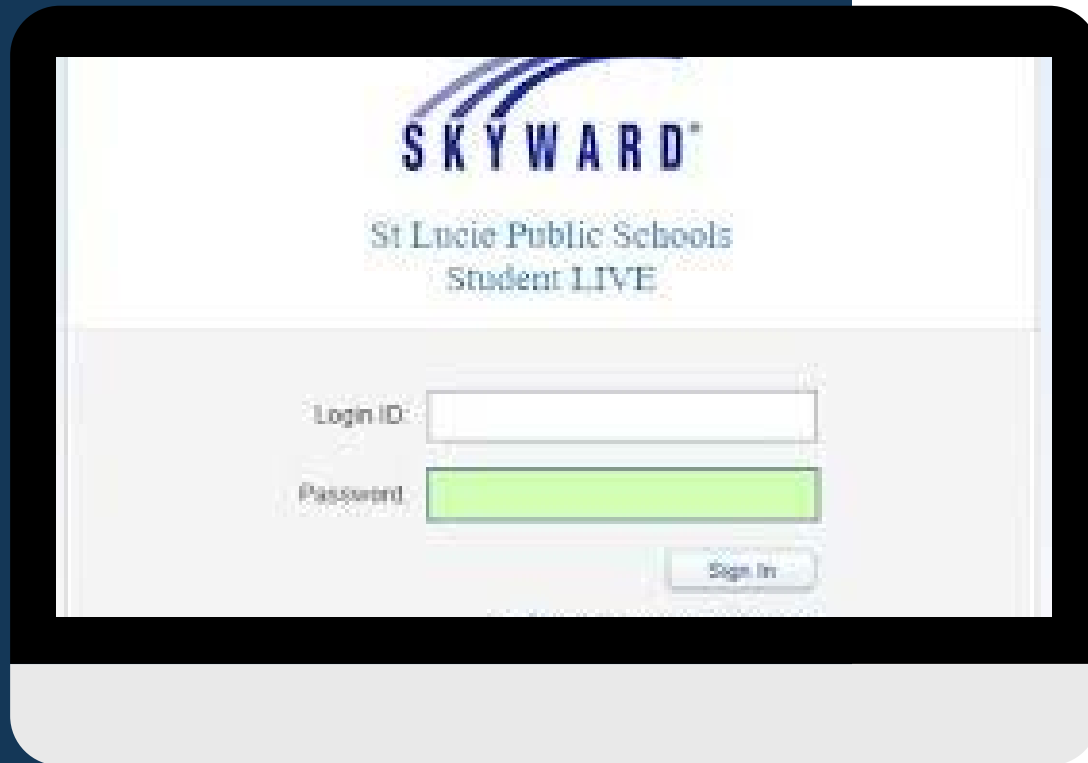 SKYWARD®
St Lucie Public Schools
Student LIVE
Login ID:
Password:
Sign In